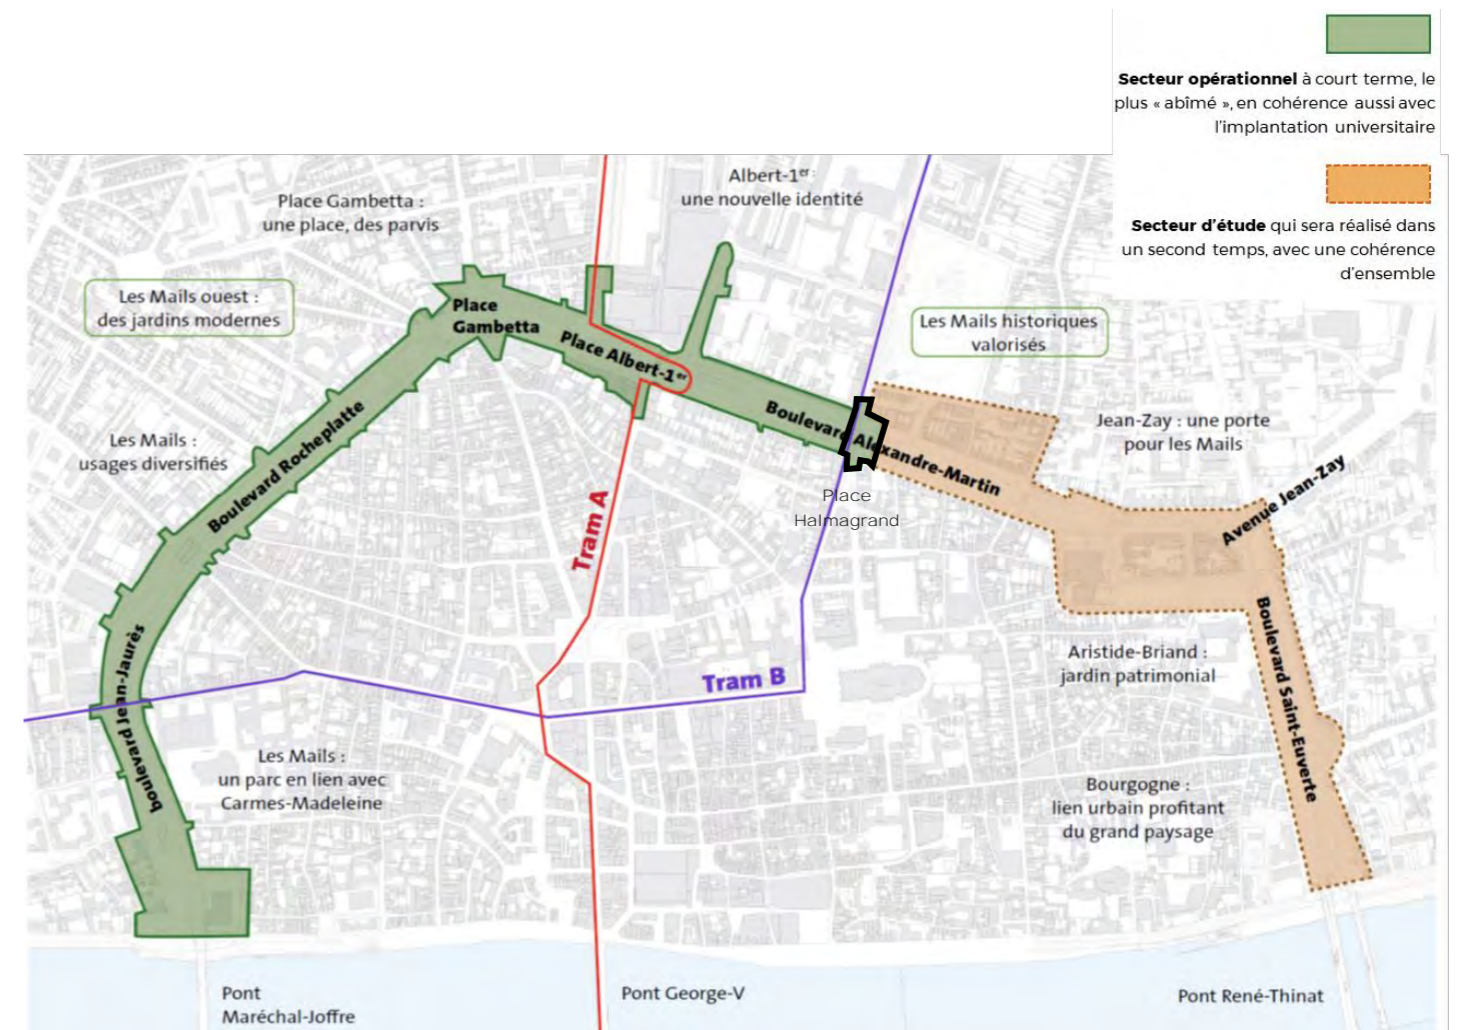 Secteur opérationnel à court terme, le
plus « abîmé », en cohérence aussi avec
l'implantation universitaire
Secteur d'étude qui sera réalisé dans
un second temps, avec une cohérence
d'ensemble
Albert-1er :
une nouvelle identité
Place Gambetta :
une place, des parvis
Les Mails ouest :
des jardins modernes
Place
Gambetta
Place Albert-1er
Les Mails historiques
valorisés
Boulevard Alexandre-Martin
Jean-Zay : une porte
pour les Mails
Les Mails :
usages diversifiés
Boulevard Rocheplatte
Avenue Jean-Zay
Place
Halmagrand
Tram A
boulevard Jean-Jaurès
Tram B
Aristide-Briand :
jardin patrimonial
Boulevard Saint-Euverte
Les Mails :
un parc en lien avec
Carmes-Madeleine
Bourgogne :
lien urbain profitant
du grand paysage
Pont
Maréchal-Joffre
Pont George-V
Pont René-Thinat